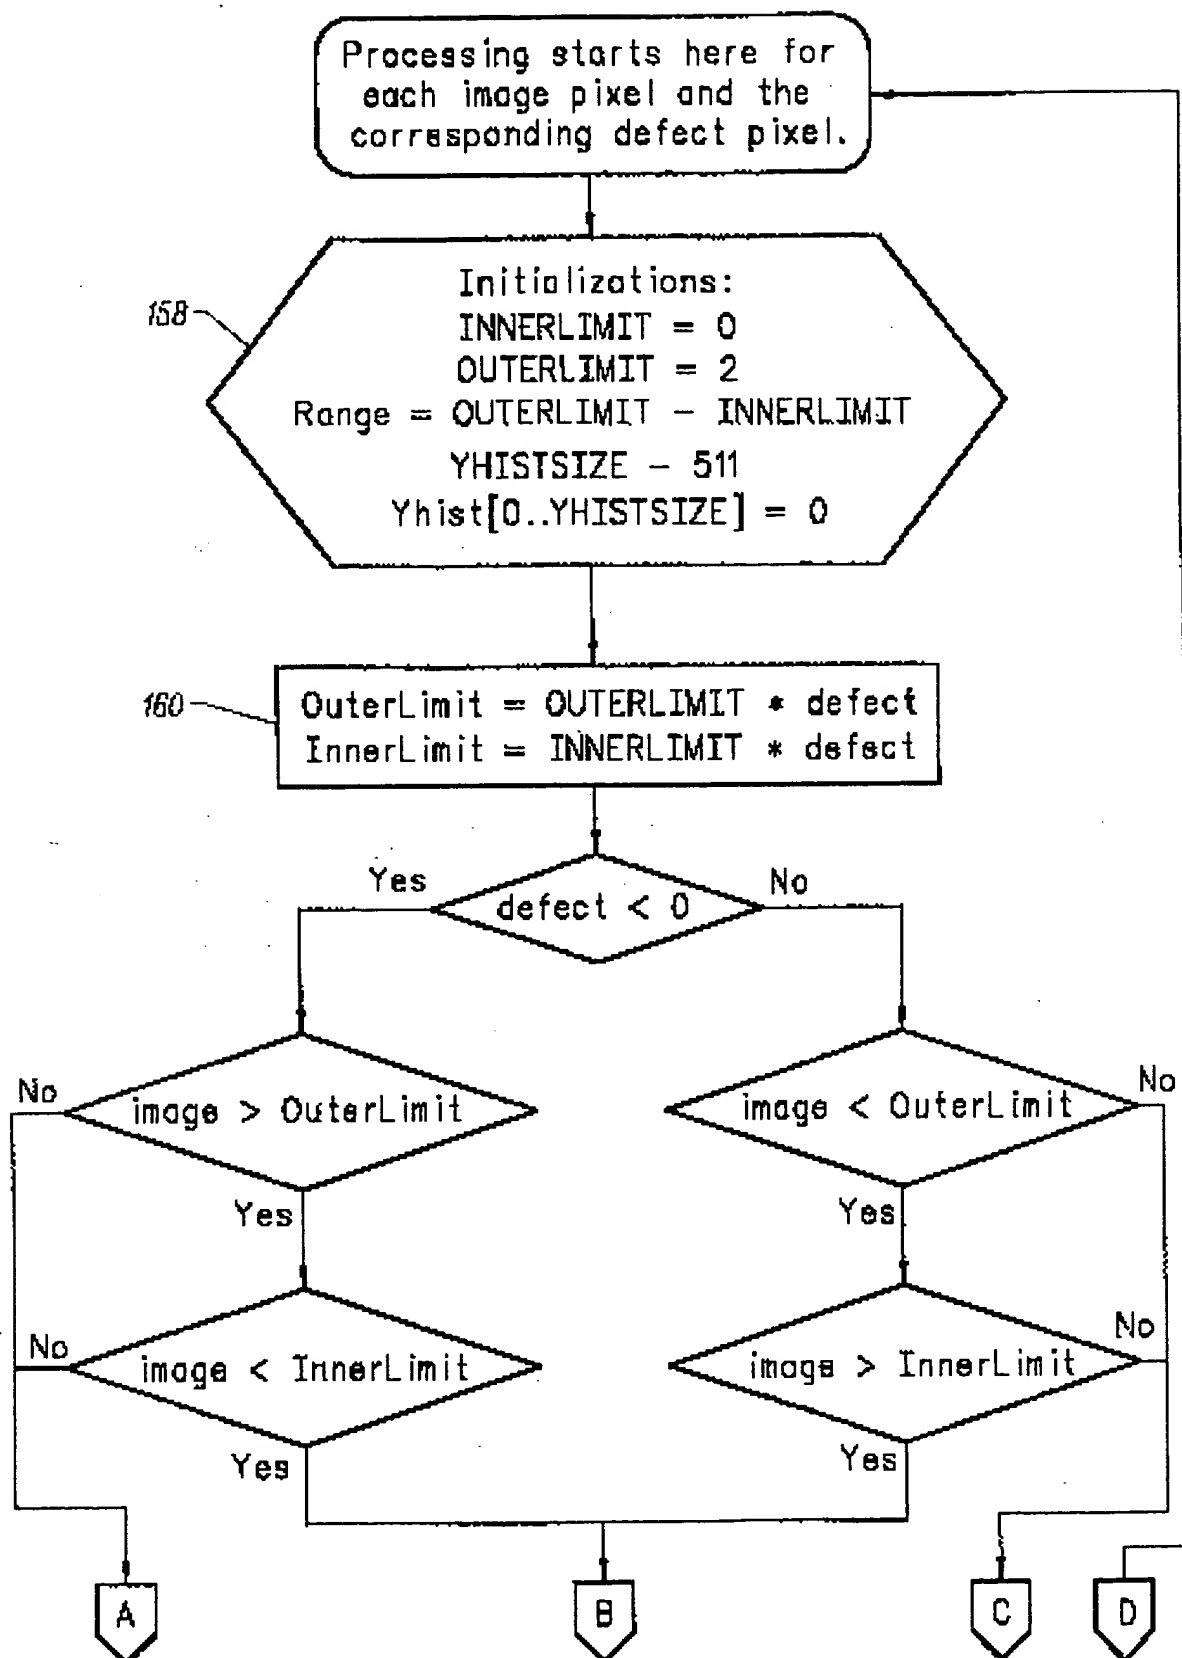 Processing starts here for
each image pixel and the
corresponding defect pixel.
158
Initializations:
INNERLIMIT = 0
OUTERLIMIT = 2
Range = OUTERLIMIT - INNERLIMIT
YHISTSIZE - 511
Yhist[0..YHISTSIZE] = 0
160
OuterLimit = OUTERLIMIT * defect
InnerLimit = INNERLIMIT * defect
Yes
No
defect < 0
No
image > OuterLimit
image < OuterLimit
No
Yes
Yes
No
image < InnerLimit
image > InnerLimit
No
Yes
Yes
A
B
C
D